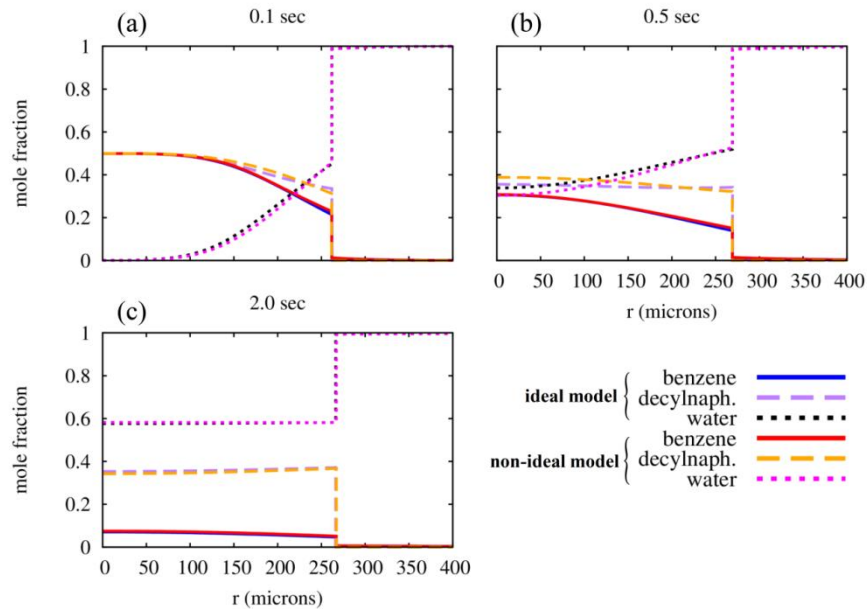 (a)
0.1 sec
(b)
0.5 sec
mole fraction
1
0.8
0.6
0.4
0.2
0
0 50 100 150 200 250 300 350 400
r (microns)
(c)
2.0 sec
mole fraction
1
0.8
0.6
0.4
0.2
0
0 50 100 150 200 250 300 350 400
r (microns)
ideal model
benzene
decylnaph.
water
non-ideal model
benzene
decylnaph.
water